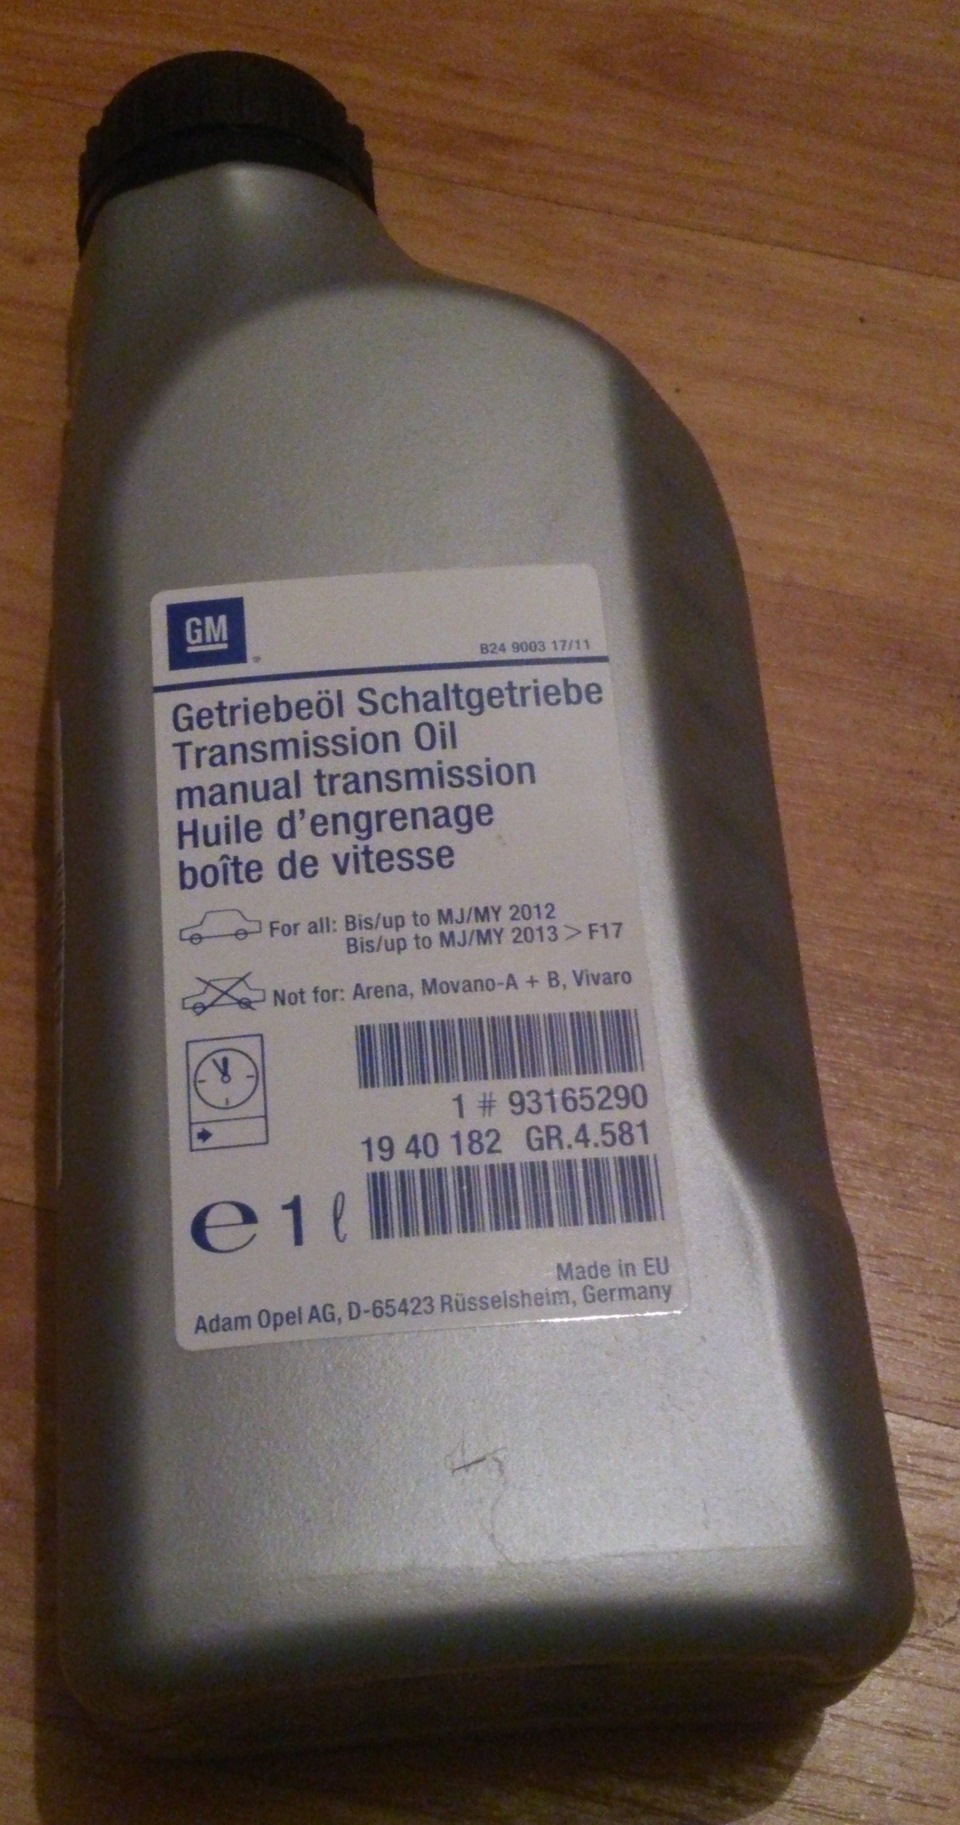 GM
B24 9003 17/11
Getriebeöl Schaltgetriebe
Transmission Oil
manual transmission
Huile d'engrenage
boîte de vitesse
For all: Bis/up to MJ/MY 2012
Bis/up to MJ/MY 2013 > F17
Not for: Arena, Movano-A + B, Vivaro
1 # 93165290
19 40 182 GR.4.581
e 1 ℓ
Made in EU
Adam Opel AG, D-65423 Rüsselsheim, Germany